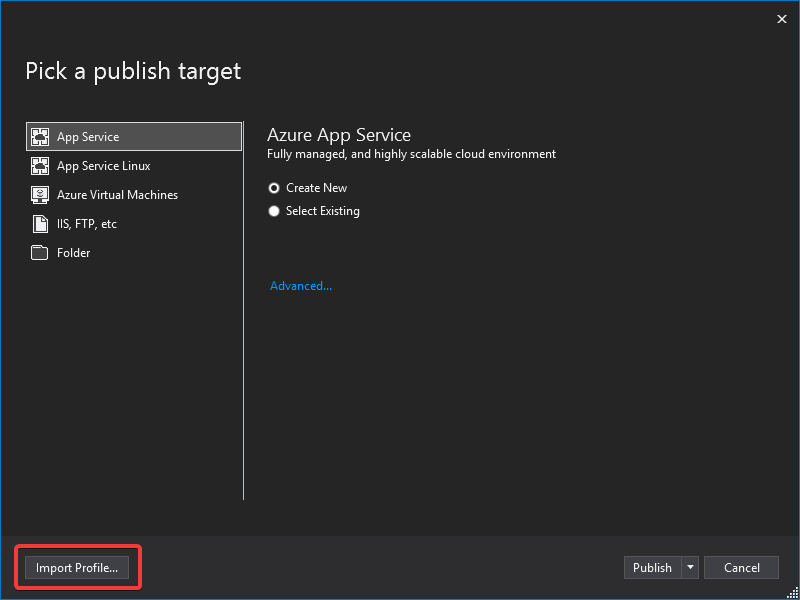 Pick a publish target
App Service
App Service Linux
Azure Virtual Machines
IIS, FTP, etc
Folder
Azure App Service
Fully managed, and highly scalable cloud environment
Create New
Select Existing
Advanced...
Import Profile...
Publish
Cancel